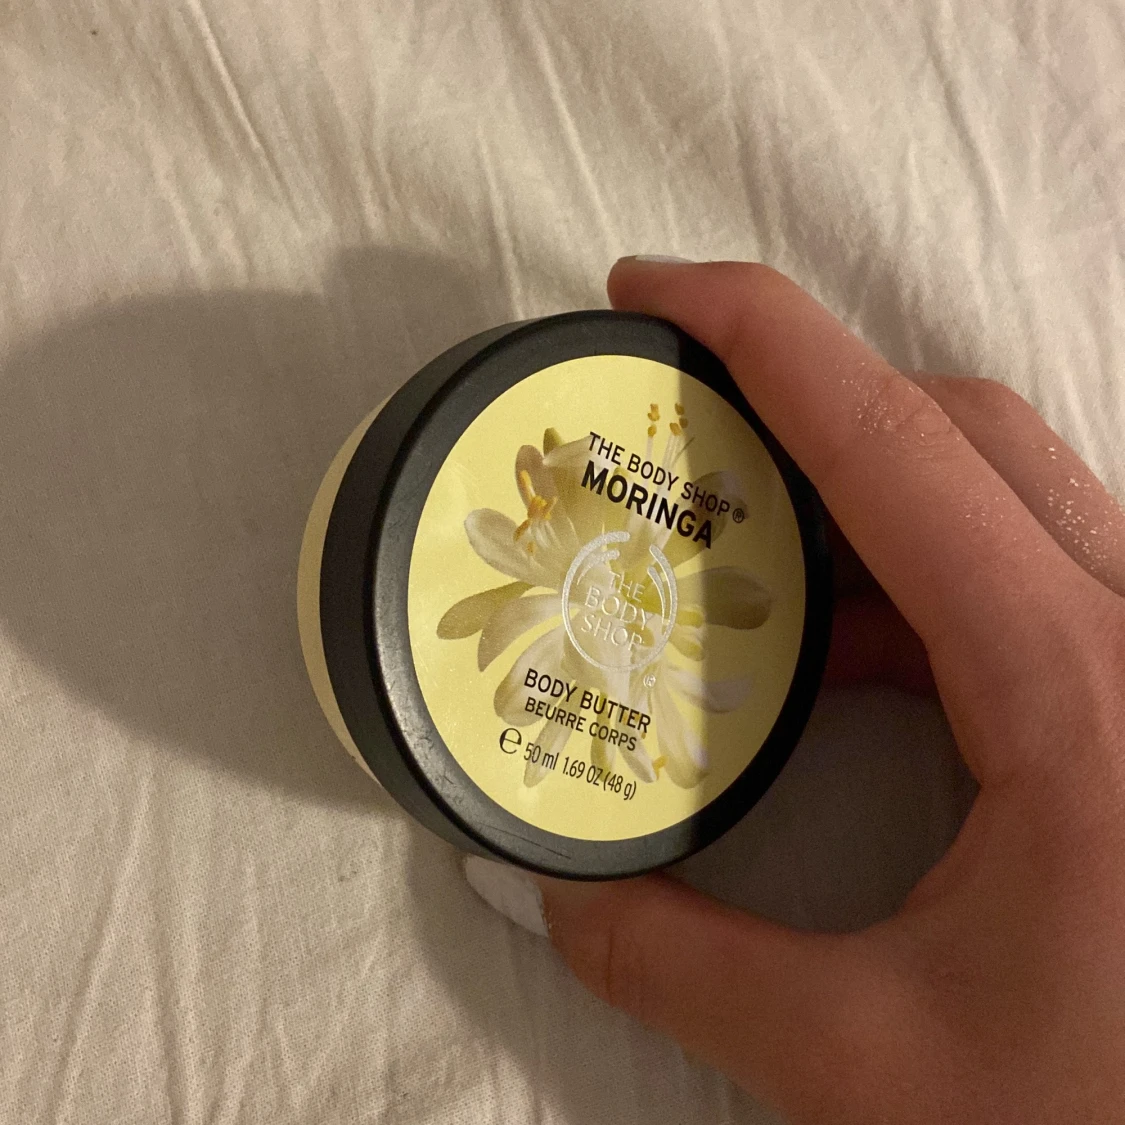 THE BODY SHOP®
MORINGA
THE
BODY
SHOP
®
BODY BUTTER
BEURRE CORPS
℮ 50 ml 1.69 OZ (48 g)